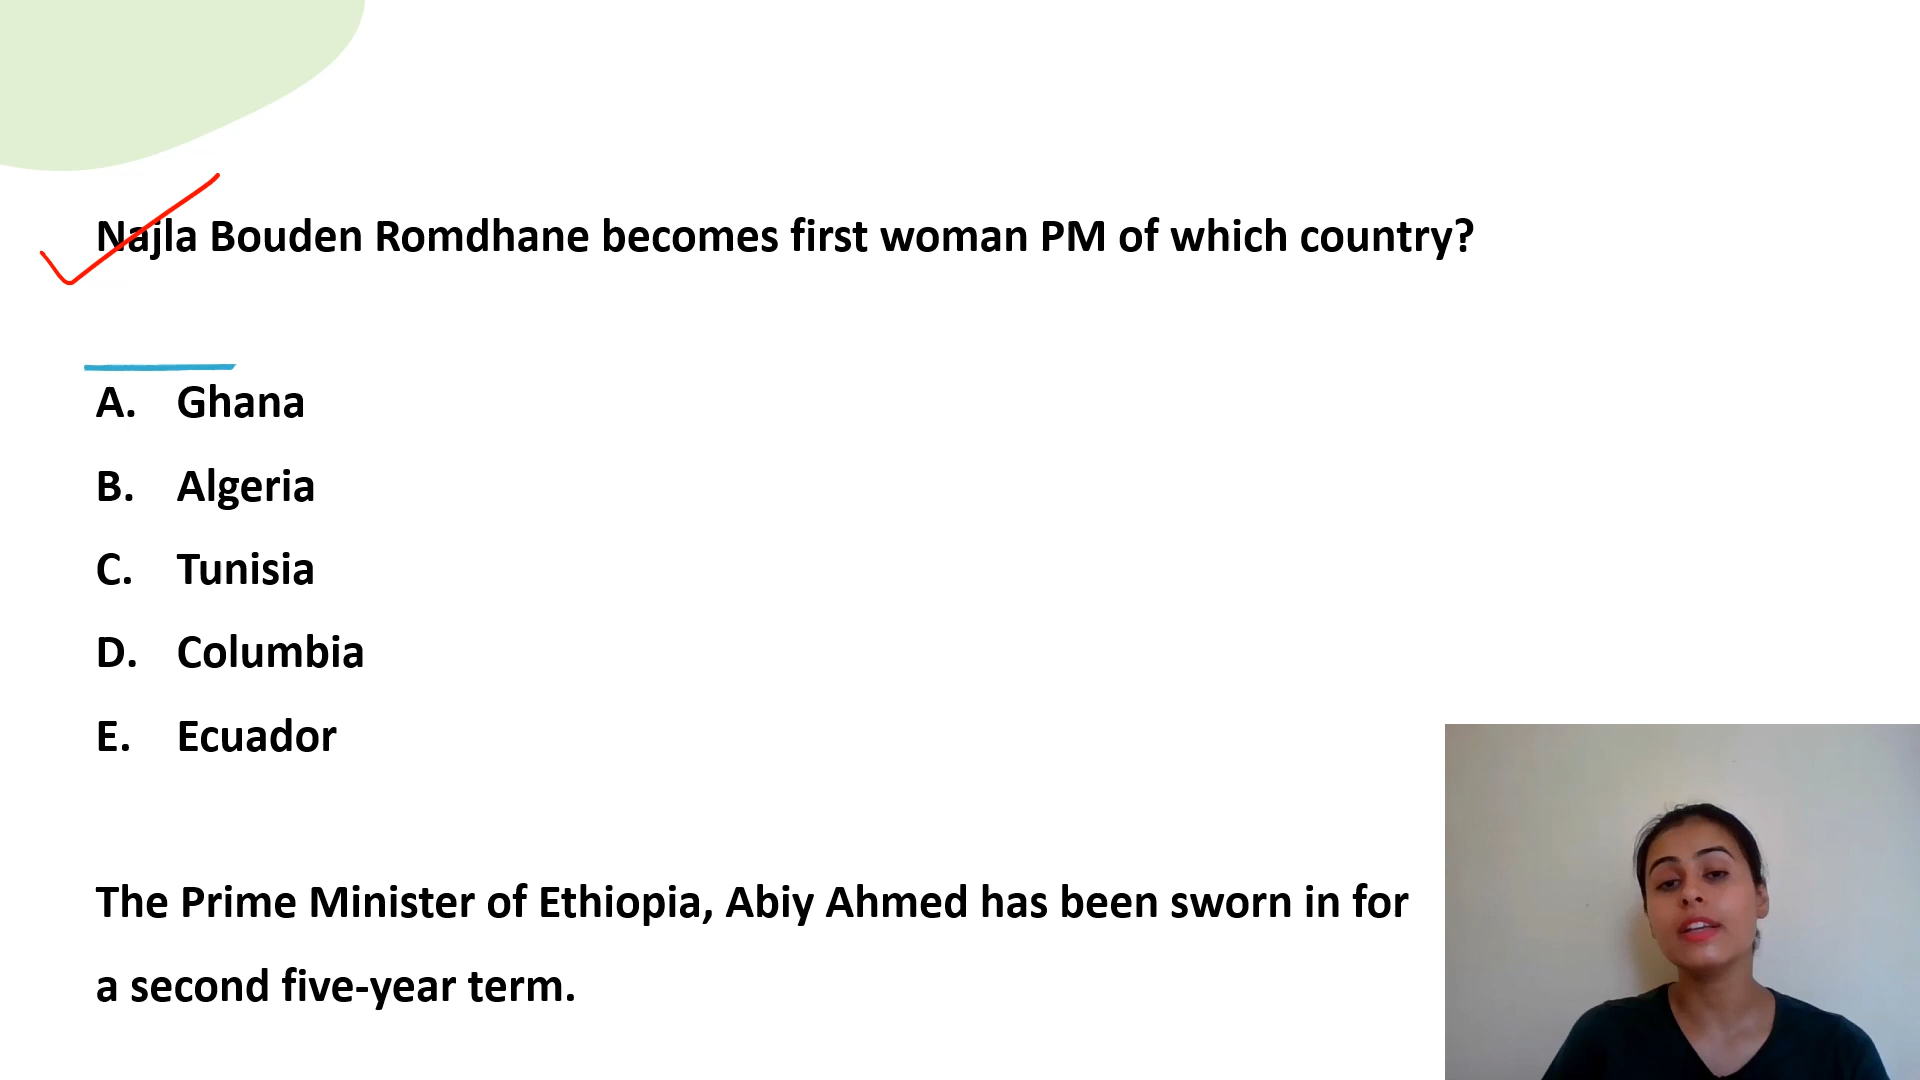 Najla Bouden Romdhane becomes first woman PM of which country?
A. Ghana
B. Algeria
C. Tunisia
D. Columbia
E. Ecuador
The Prime Minister of Ethiopia, Abiy Ahmed has been sworn in for
a second five-year term.